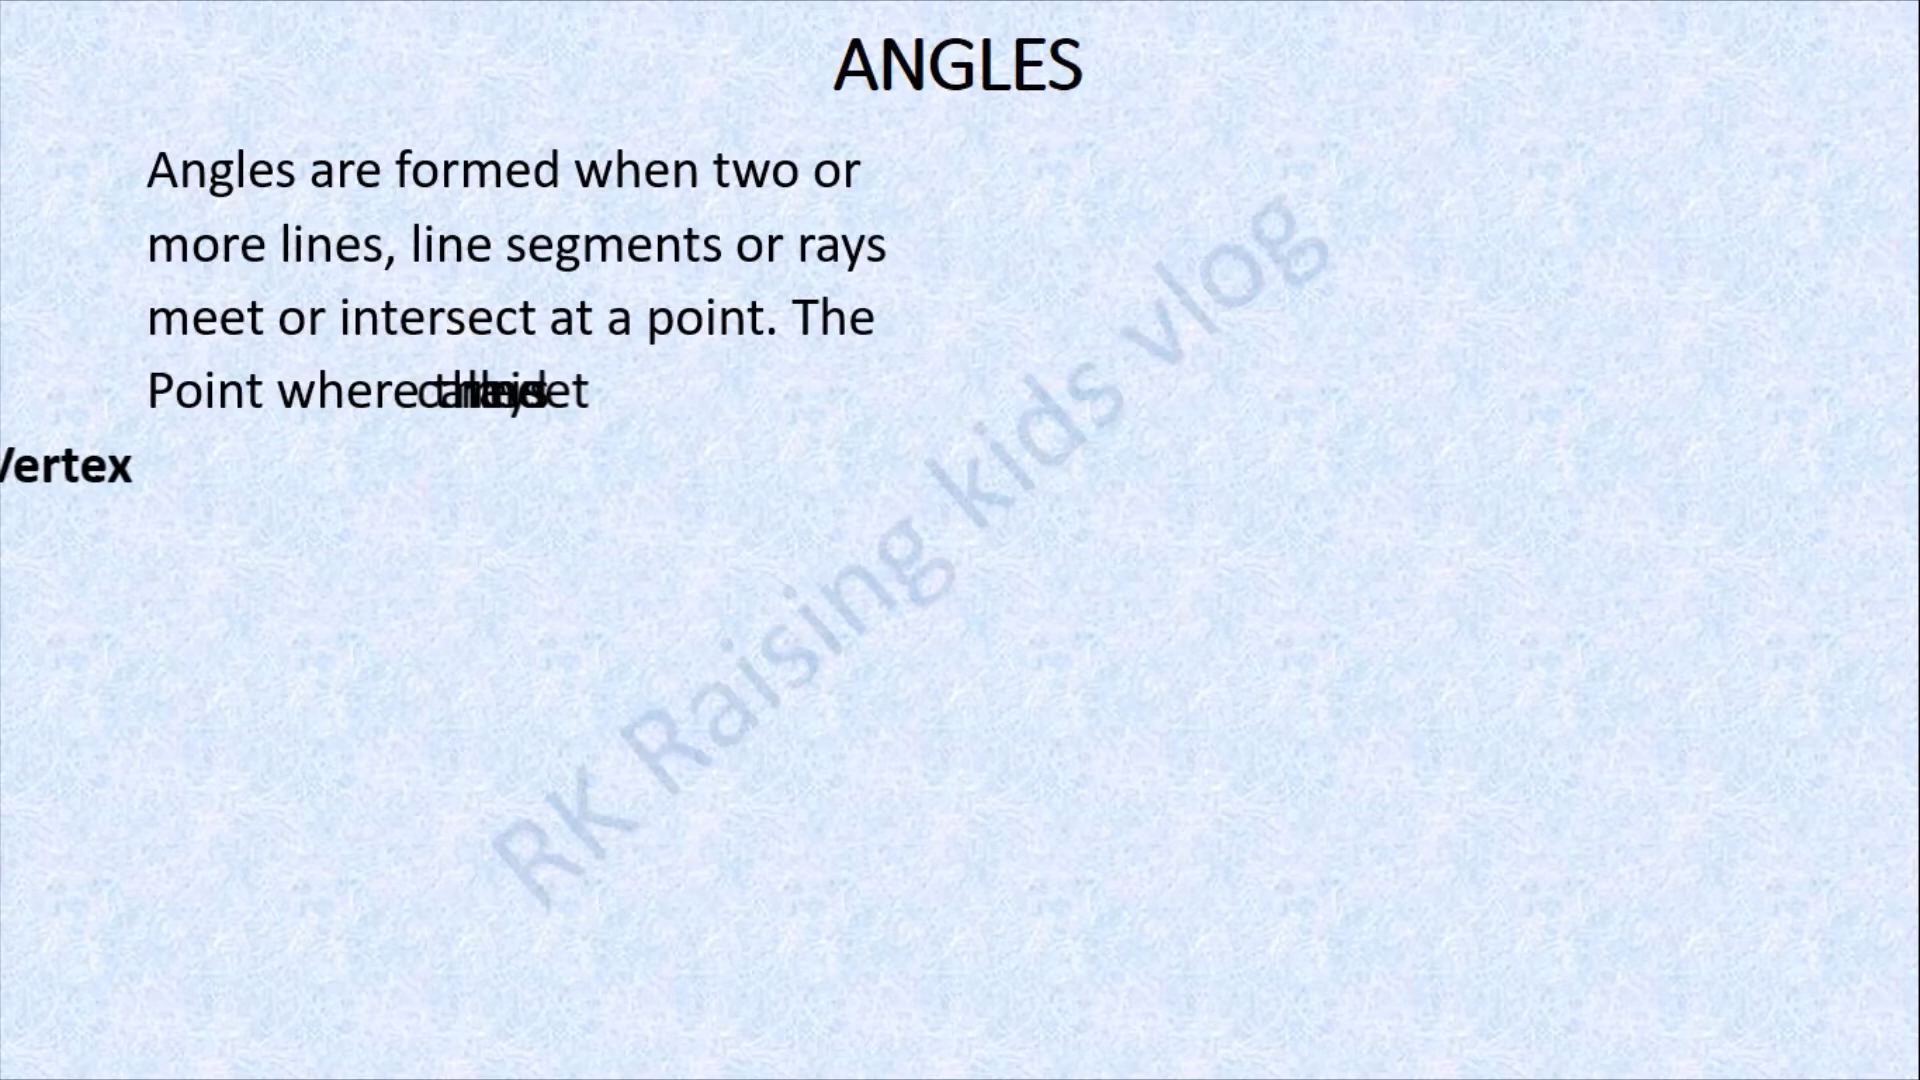 ANGLES
Angles are formed when two or
more lines, line segments or rays
meet or intersect at a point. The
Point where
Vertex
RK Raising kids vlog